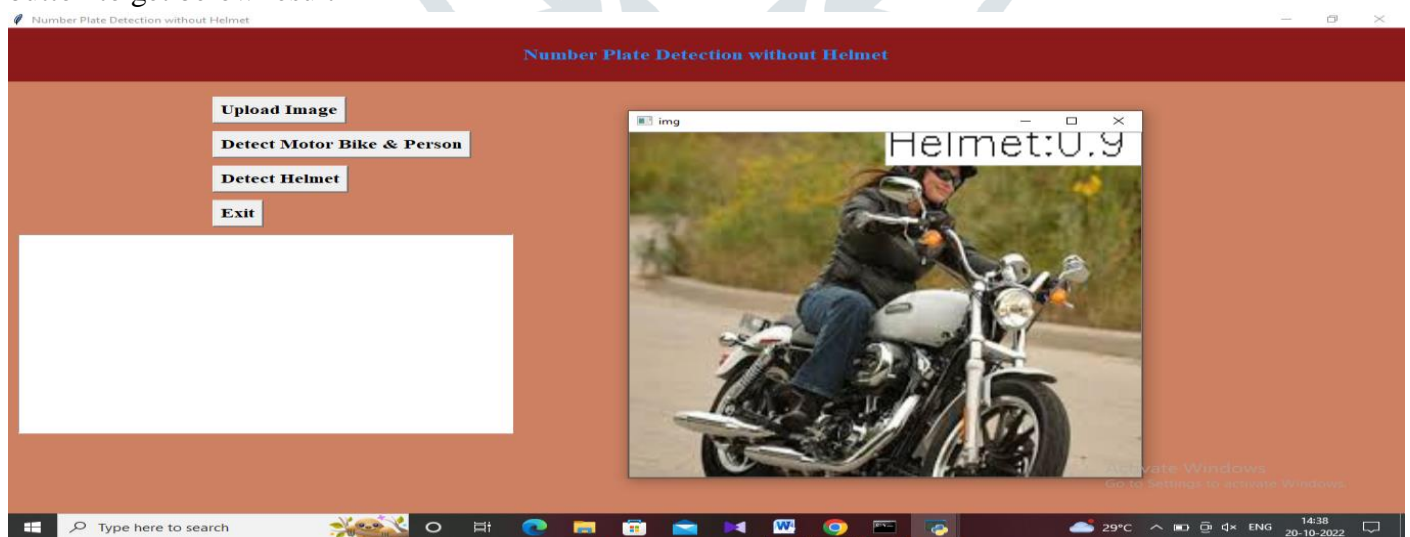 Number Plate Detection without Helmet
Number Plate Detection without Helmet
Upload Image
Detect Motor Bike & Person
Detect Helmet
Exit
img
Helmet:0.9
Activate Windows
Go to Settings to activate Windows.
Type here to search
29°C
ENG
14:38
20-10-2022